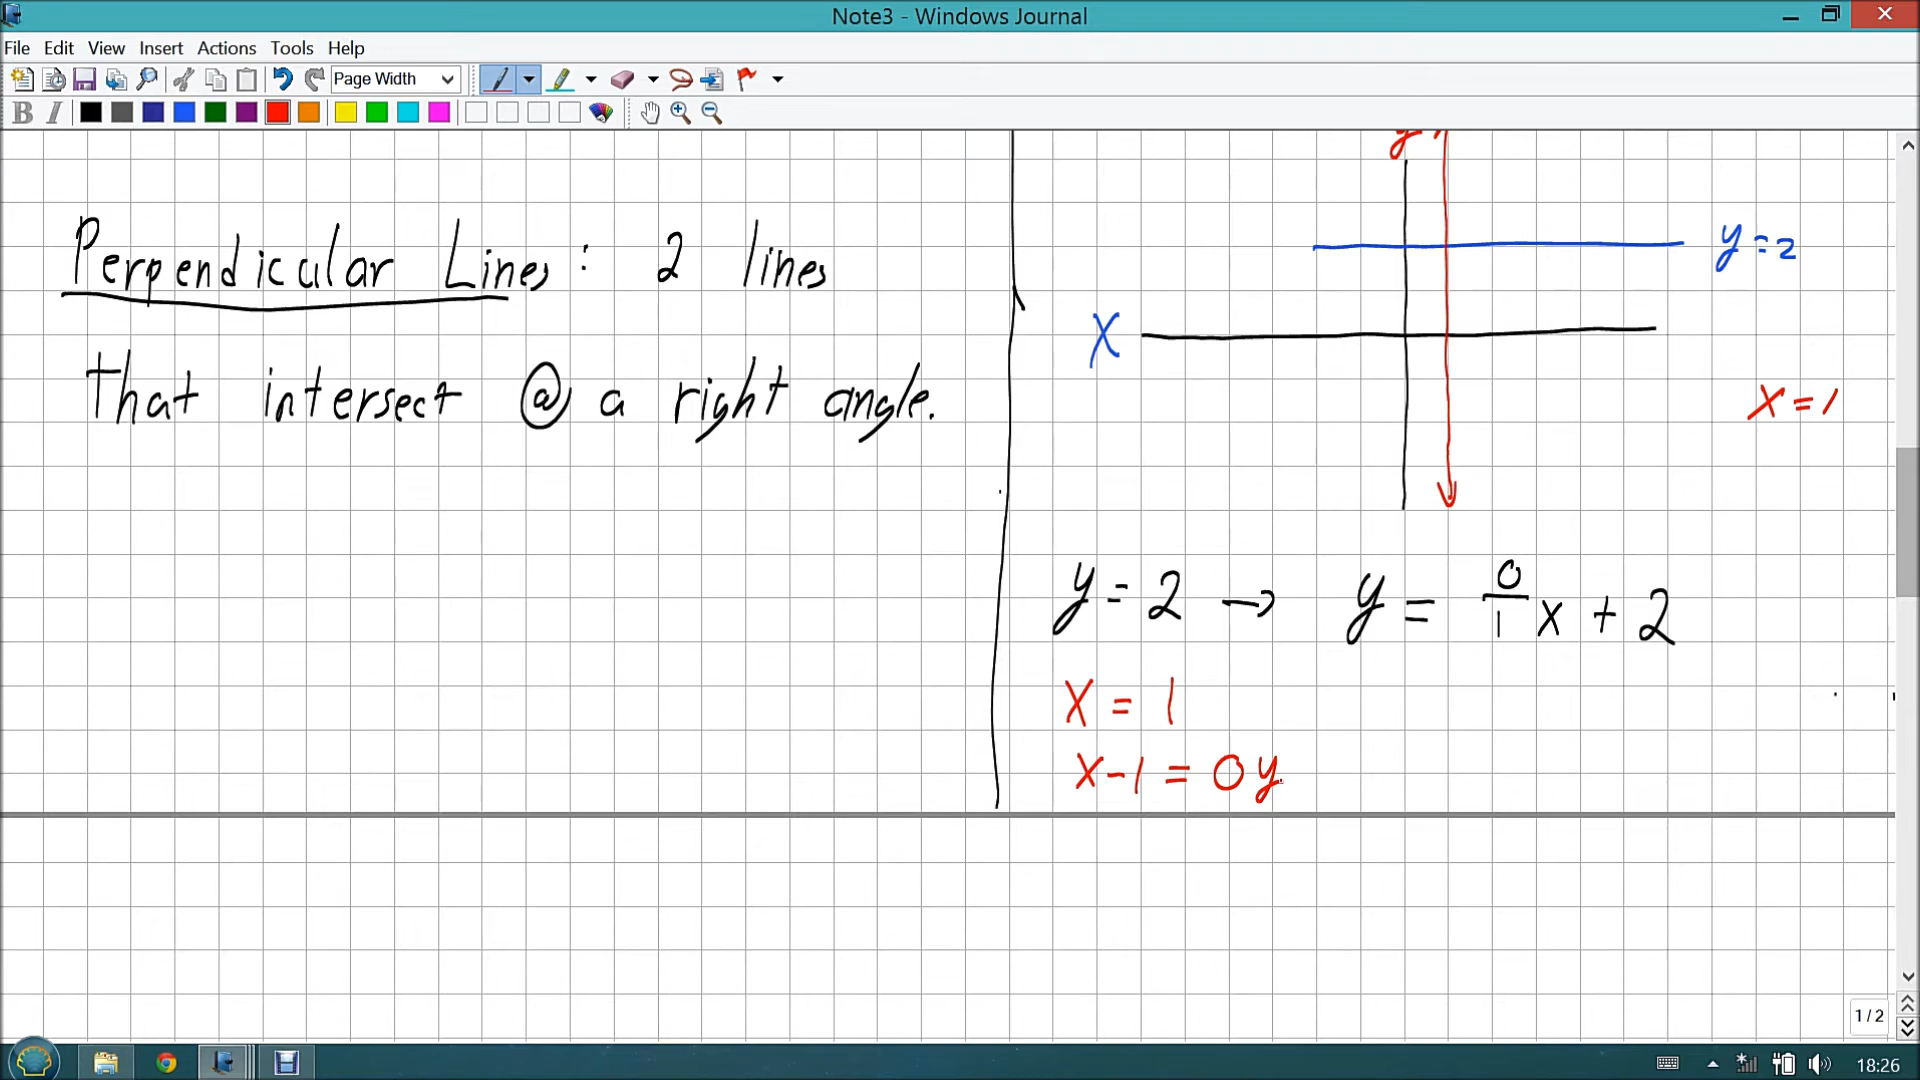 Note3 - Windows Journal
File Edit View Insert Actions Tools Help
Page Width
B I
Perpendicular Lines: 2 lines
that intersect @ a right angle.
y
y = 2
X
x = 1
y = 2 → y = 0/1 x + 2
x = 1
x - 1 = 0y
1 / 2
18:26